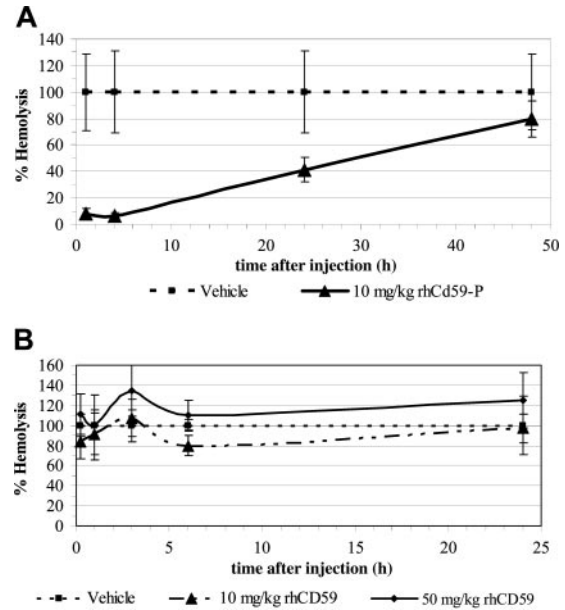 A
140
120
100
80
60
40
20
0
% Hemolysis
0 10 20 30 40 50
time after injection (h)
Vehicle 10 mg/kg rhCd59-P
B
160
140
120
100
80
60
40
20
0
% Hemolysis
0 5 10 15 20 25
time after injection (h)
Vehicle 10 mg/kg rhCD59 50 mg/kg rhCD59